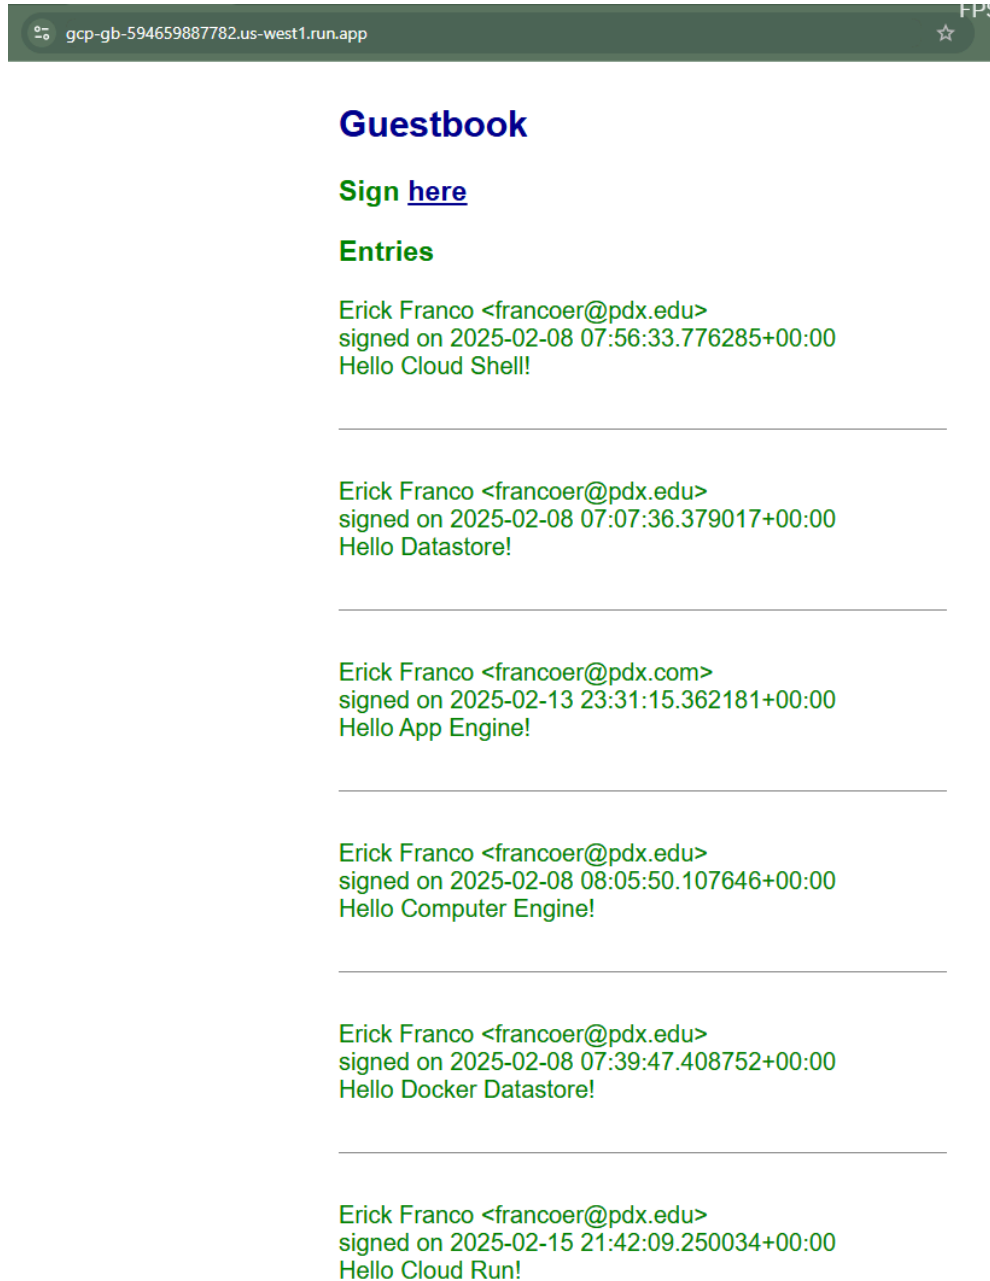 FPS
gcp-gb-594659887782.us-west1.run.app
Guestbook
Sign here
Entries
Erick Franco <francoer@pdx.edu>
signed on 2025-02-08 07:56:33.776285+00:00
Hello Cloud Shell!
Erick Franco <francoer@pdx.edu>
signed on 2025-02-08 07:07:36.379017+00:00
Hello Datastore!
Erick Franco <francoer@pdx.com>
signed on 2025-02-13 23:31:15.362181+00:00
Hello App Engine!
Erick Franco <francoer@pdx.edu>
signed on 2025-02-08 08:05:50.107646+00:00
Hello Computer Engine!
Erick Franco <francoer@pdx.edu>
signed on 2025-02-08 07:39:47.408752+00:00
Hello Docker Datastore!
Erick Franco <francoer@pdx.edu>
signed on 2025-02-15 21:42:09.250034+00:00
Hello Cloud Run!